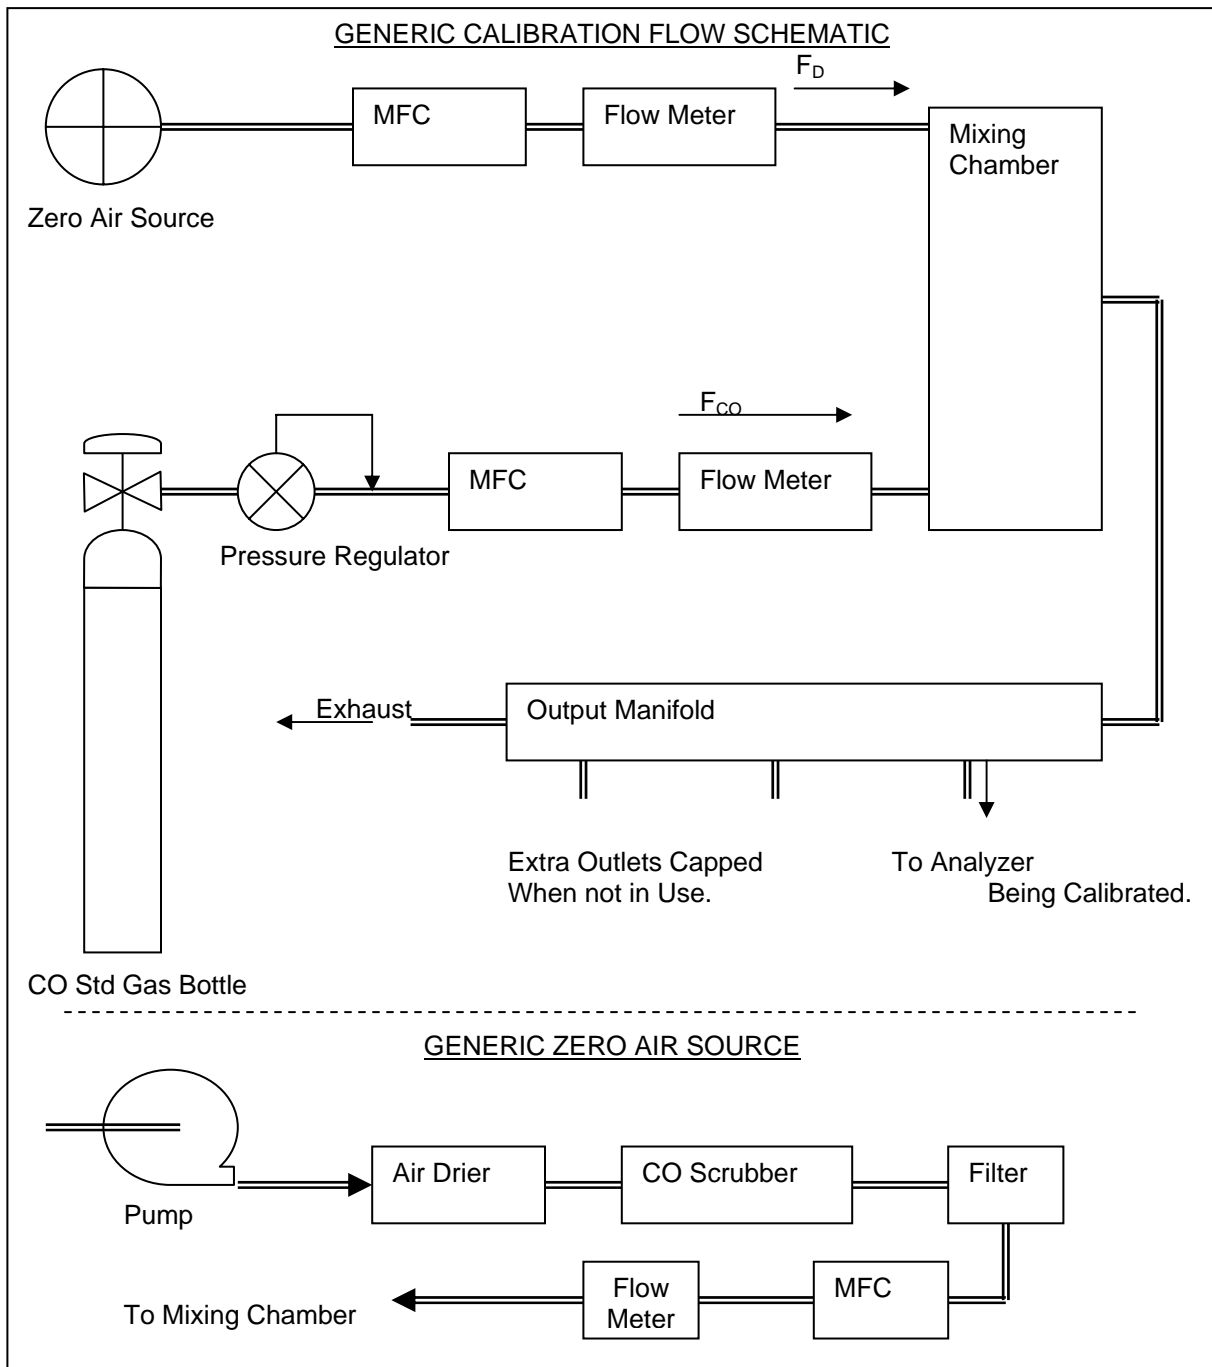 GENERIC CALIBRATION FLOW SCHEMATIC
F_D
MFC
Flow Meter
Mixing
Chamber
Zero Air Source
F_CO
MFC
Flow Meter
Pressure Regulator
Exhaust
Output Manifold
Extra Outlets Capped
When not in Use.
To Analyzer
Being Calibrated.
CO Std Gas Bottle
GENERIC ZERO AIR SOURCE
Air Drier
CO Scrubber
Filter
Pump
Flow
Meter
MFC
To Mixing Chamber